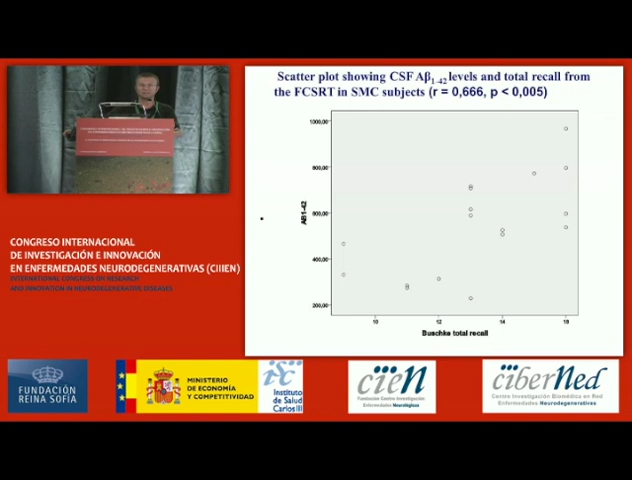 Scatter plot showing CSF Aβ1-42 levels and total recall from
the FCSRT in SMC subjects (r = 0,666, p < 0,005)
1000,00
800,00
600,00
400,00
200,00
AB1-42
10
12
14
16
Buschke total recall
CONGRESO INTERNACIONAL
DE INVESTIGACIÓN E INNOVACIÓN
EN ENFERMEDADES NEURODEGENERATIVAS (CIIIEN)
INTERNATIONAL CONGRESS ON RESEARCH
AND INNOVATION IN NEURODEGENERATIVE DISEASES
FUNDACIÓN
REINA SOFÍA
MINISTERIO
DE ECONOMÍA
Y COMPETITIVIDAD
isc
Instituto
de Salud
Carlos III
cien
Fundación Centro Investigación
Enfermedades Neurológicas
ciberned
Centro Investigación Biomédica en Red
Enfermedades Neurodegenerativas